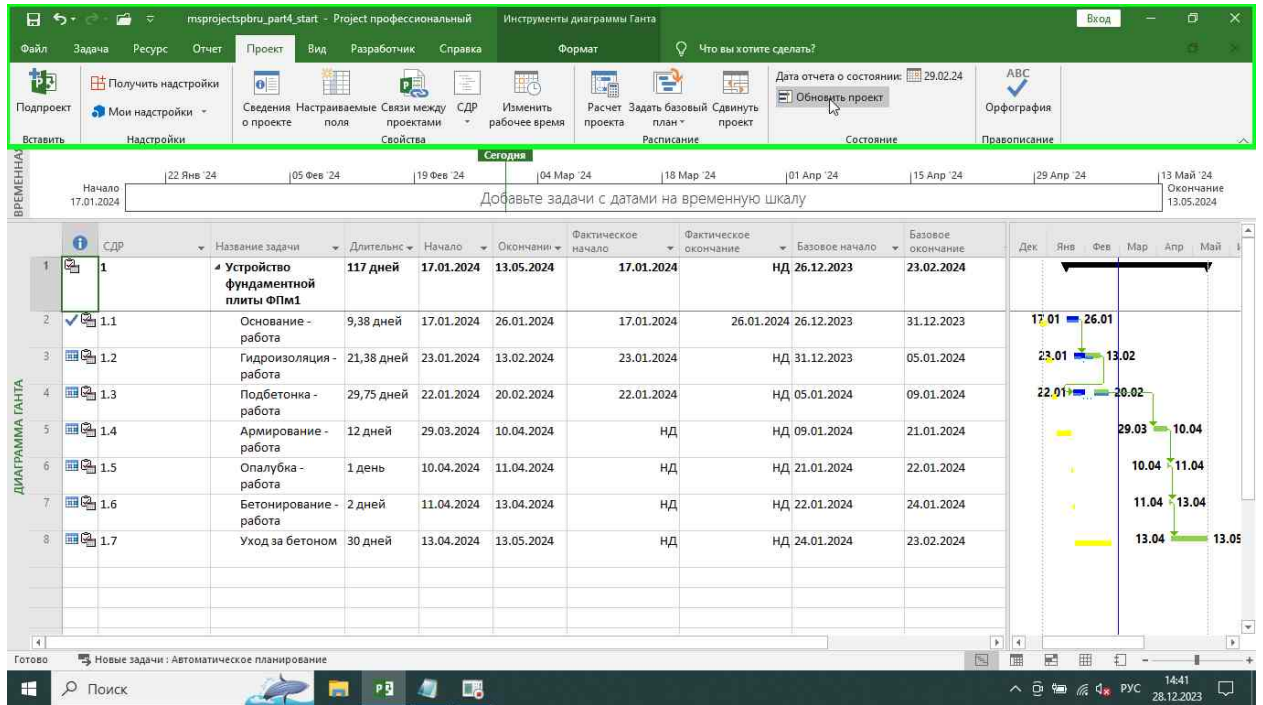 msprojectspbru_part4_start - Project профессиональный
Инструменты диаграммы Ганта
Вход
Файл Задача Ресурс Отчет Проект Вид Разработчик Справка Формат Что вы хотите сделать?
Подпроект
Вставить
Получить надстройки
Мои надстройки
Надстройки
Сведения о проекте
Настраиваемые поля
Связи между проектами
СДР
Изменить рабочее время
Свойства
Расчет проекта
Задать базовый план
Сдвинуть проект
Расписание
Дата отчета о состоянии: 29.02.24
Обновить проект
Состояние
ABC
Орфография
Правописание
ВРЕМЕННАЯ
Сегодня
22 Янв '24 05 Фев '24 19 Фев '24 04 Мар '24 18 Мар '24 01 Апр '24 15 Апр '24 29 Апр '24 13 Май '24
Начало
17.01.2024
Добавьте задачи с датами на временную шкалу
Окончание
13.05.2024
ДИАГРАММА ГАНТА
СДР Название задачи Длительнс Начало Окончани Фактическое начало Фактическое окончание Базовое начало Базовое окончание Дек Янв Фев Мар Апр Май
1 1 Устройство фундаментной плиты ФПм1 117 дней 17.01.2024 13.05.2024 17.01.2024 НД 26.12.2023 23.02.2024
2 1.1 Основание - работа 9,38 дней 17.01.2024 26.01.2024 17.01.2024 26.01.2024 26.12.2023 31.12.2023 17.01 26.01
3 1.2 Гидроизоляция - работа 21,38 дней 23.01.2024 13.02.2024 23.01.2024 НД 31.12.2023 05.01.2024 23.01 13.02
4 1.3 Подбетонка - работа 29,75 дней 22.01.2024 20.02.2024 22.01.2024 НД 05.01.2024 09.01.2024 22.01 20.02
5 1.4 Армирование - работа 12 дней 29.03.2024 10.04.2024 НД НД 09.01.2024 21.01.2024 29.03 10.04
6 1.5 Опалубка - работа 1 день 10.04.2024 11.04.2024 НД НД 21.01.2024 22.01.2024 10.04 11.04
7 1.6 Бетонирование - работа 2 дней 11.04.2024 13.04.2024 НД НД 22.01.2024 24.01.2024 11.04 13.04
8 1.7 Уход за бетоном 30 дней 13.04.2024 13.05.2024 НД НД 24.01.2024 23.02.2024 13.04 13.05
Готово Новые задачи : Автоматическое планирование
Поиск
РУС
14:41
28.12.2023